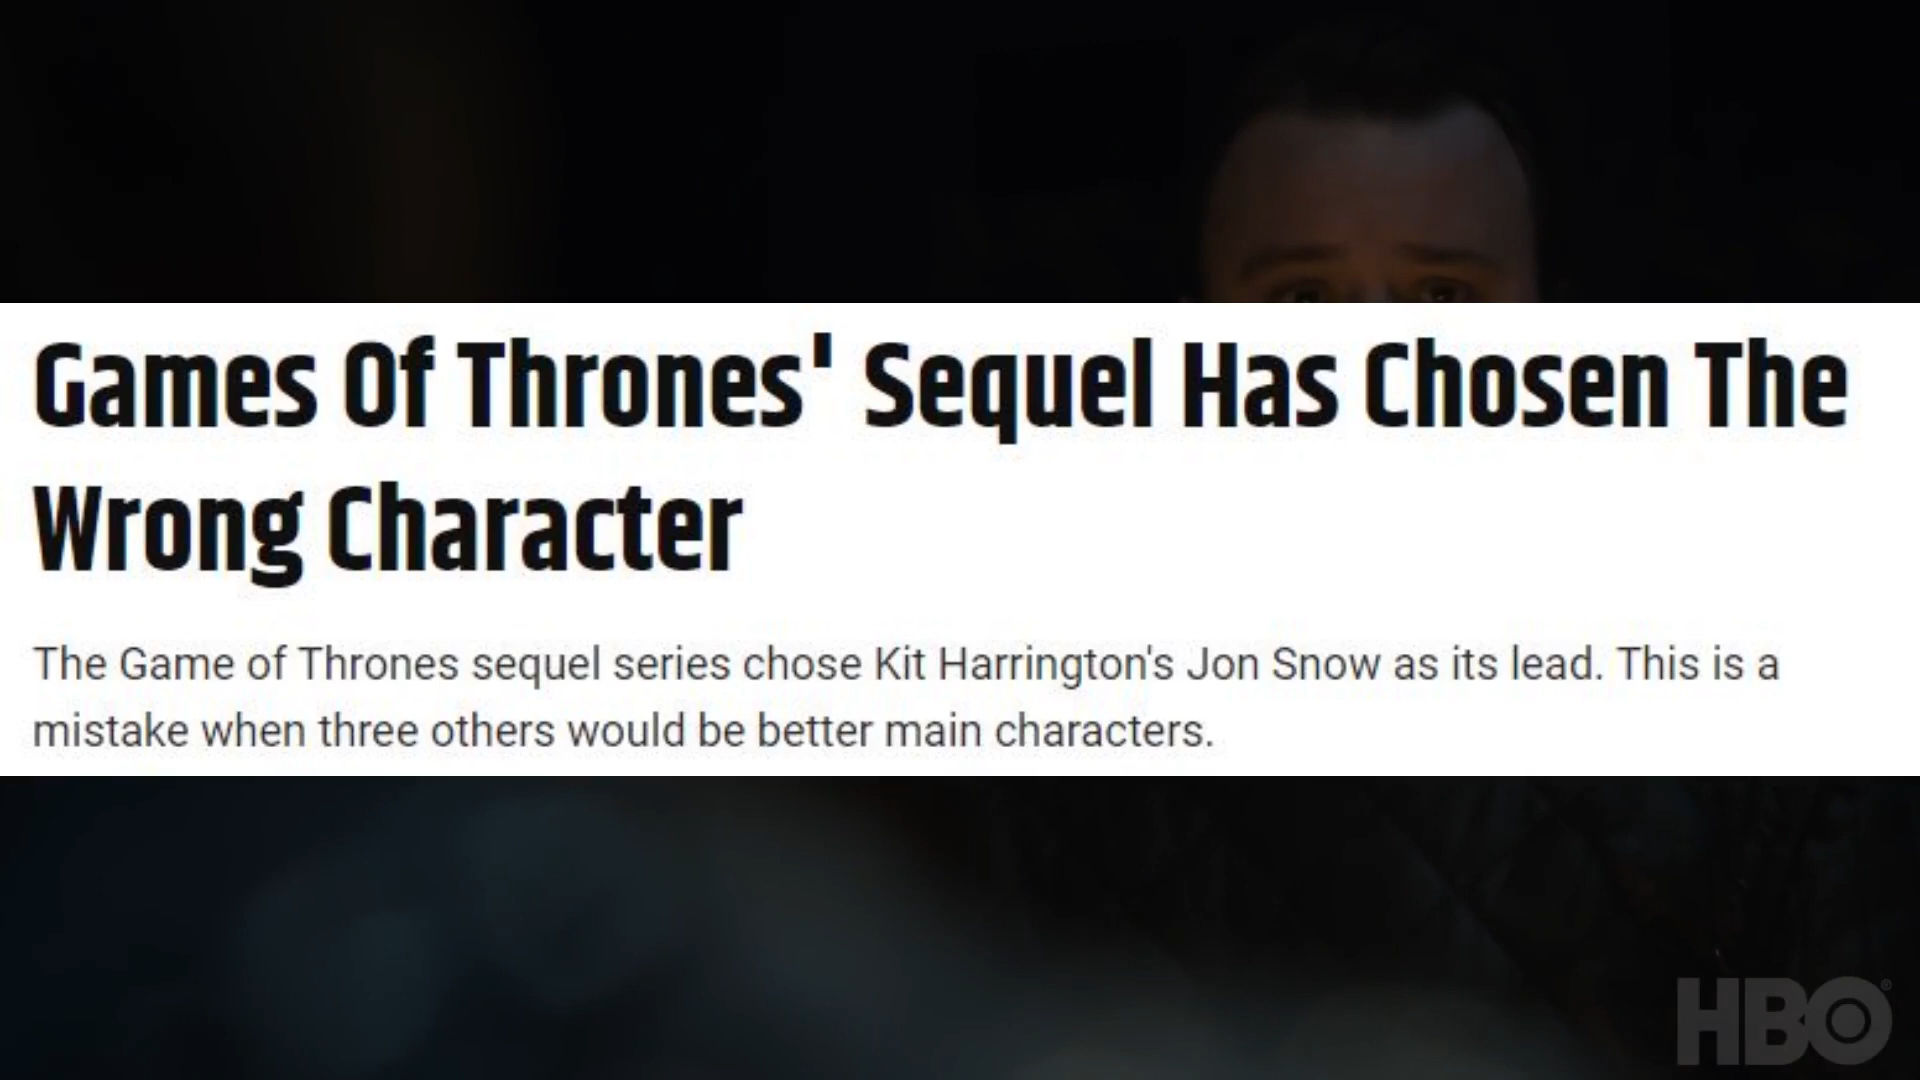 Games Of Thrones' Sequel Has Chosen The
Wrong Character
The Game of Thrones sequel series chose Kit Harrington's Jon Snow as its lead. This is a
mistake when three others would be better main characters.
HBO®